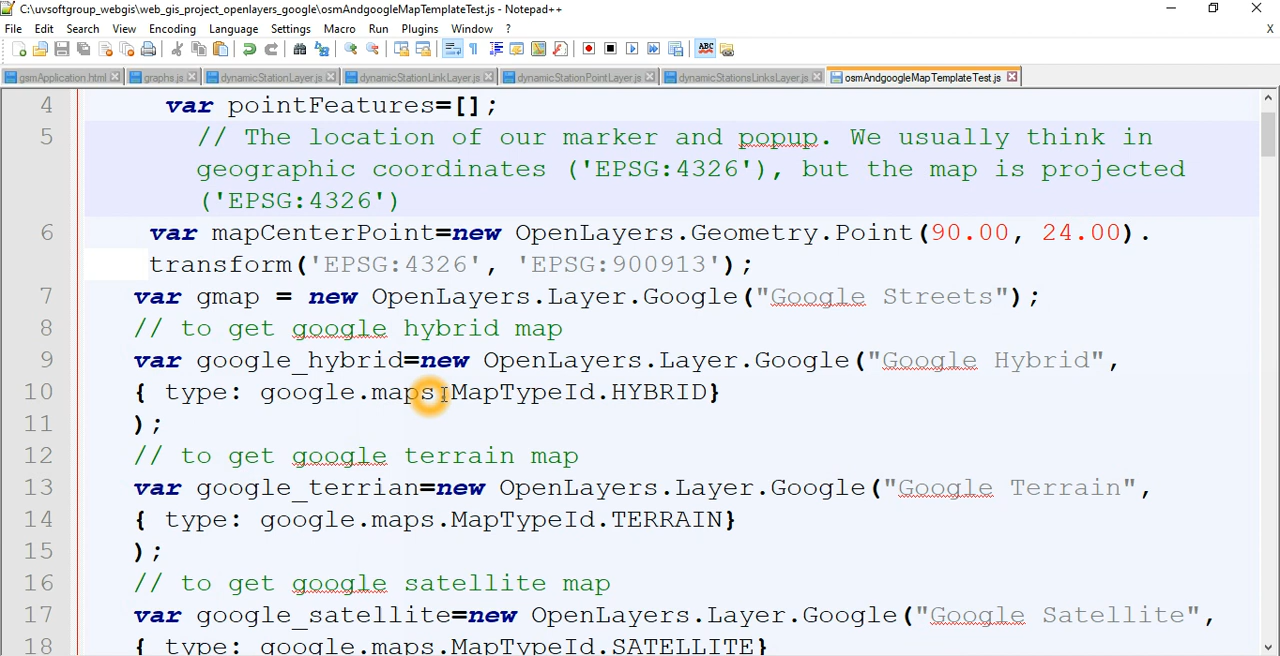 C:\uvsoftgroup_webgis\web_gis_project_openlayers_google\osmAndgoogleMapTemplateTest.js - Notepad++
File Edit Search View Encoding Language Settings Macro Run Plugins Window ? X
gsmApplication.html graphs.js dynamicStationLayer.js dynamicStationLinkLayer.js dynamicStationPointLayer.js dynamicStationsLinksLayer.js osmAndgoogleMapTemplateTest.js
4 var pointFeatures=[];
5 // The location of our marker and popup. We usually think in
geographic coordinates ('EPSG:4326'), but the map is projected
('EPSG:4326')
6 var mapCenterPoint=new OpenLayers.Geometry.Point(90.00, 24.00).
transform('EPSG:4326', 'EPSG:900913');
7 var gmap = new OpenLayers.Layer.Google("Google Streets");
8 // to get google hybrid map
9 var google_hybrid=new OpenLayers.Layer.Google("Google Hybrid",
10 { type: google.maps.MapTypeId.HYBRID}
11 );
12 // to get google terrain map
13 var google_terrian=new OpenLayers.Layer.Google("Google Terrain",
14 { type: google.maps.MapTypeId.TERRAIN}
15 );
16 // to get google satellite map
17 var google_satellite=new OpenLayers.Layer.Google("Google Satellite",
18 { type: google.maps.MapTypeId.SATELLITE}